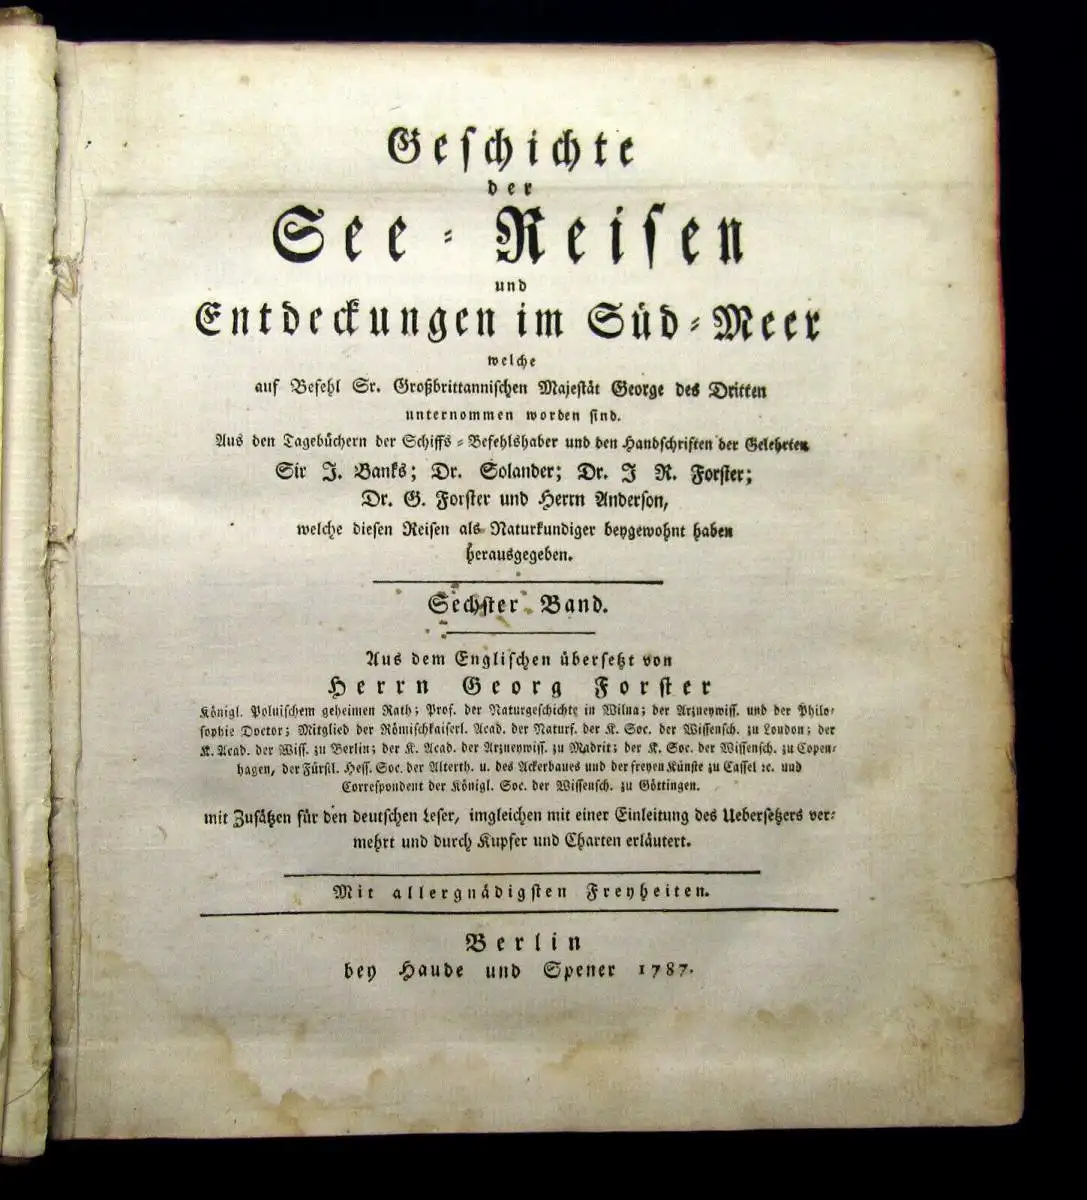 Geschichte
der
See-Reisen
und
Entdeckungen im Süd-Meer
welche
auf Befehl Sr. Großbrittannischen Majestät George des Dritten
unternommen worden sind.
Aus den Tagebüchern der Schiffs-Befehlshaber und den Handschriften der Gelehrten
Sir J. Banks; Dr. Solander; Dr. J R. Forster;
Dr. G. Forster und Herrn Anderson,
welche diesen Reisen als Naturkundiger beygewohnt haben
herausgegeben.
Sechster Band.
Aus dem Englischen übersetzt von
Herrn Georg Forster
Königl. Polnischem geheimen Rath; Prof. der Naturgeschichte in Wilna; der Arzneywiss. und der Philo-
sophie Doctor; Mitglied der Römischkaiserl. Acad. der Naturf. der K. Soc. der Wissensch. zu London; der
K. Acad. der Wiss. zu Berlin; der K. Acad. der Arzneywiss. zu Madrit; der K. Soc. der Wissensch. zu Copen-
hagen, der Fürstl. Hess. Soc. der Alterth. u. des Ackerbaues und der freyen Künste zu Cassel ꝛc. und
Correspondent der Königl. Soc. der Wissensch. zu Göttingen.
mit Zusätzen für den deutschen Leser, imgleichen mit einer Einleitung des Uebersetzers ver-
mehrt und durch Kupfer und Charten erläutert.
Mit allergnädigsten Freyheiten.
Berlin
bey Haude und Spener 1787.